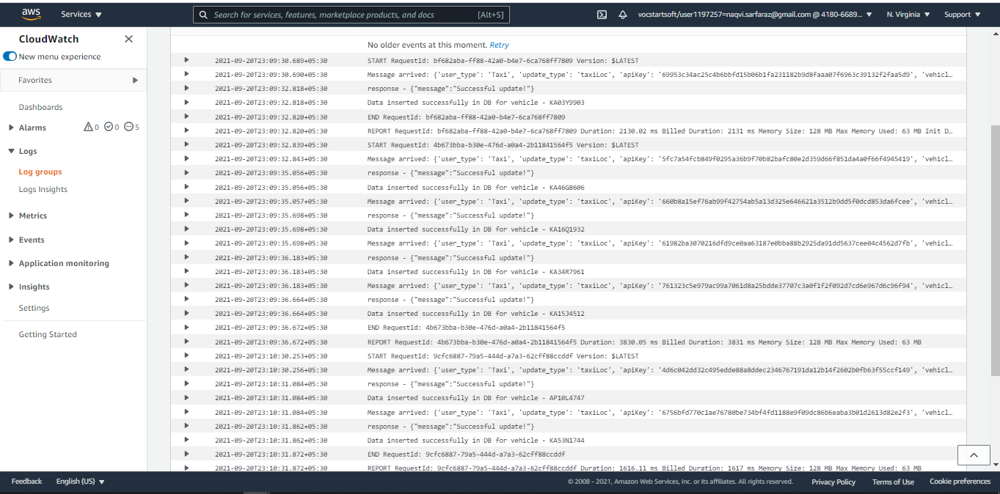 aws Services Search for services, features, marketplace products, and docs [Alt+S] vocstartsoft/user1197257=naqvi.sarfaraz@gmail.com @ 4180-6689... N. Virginia Support
CloudWatch
New menu experience
Favorites
Dashboards
Alarms 0 0 5
Logs
Log groups
Logs Insights
Metrics
Events
Application monitoring
Insights
Settings
Getting Started
No older events at this moment. Retry
2021-09-20T23:09:30.689+05:30 START RequestId: bf682aba-ff88-42a0-b4e7-6ca768ff7809 Version: $LATEST
2021-09-20T23:09:30.690+05:30 Message arrived: {'user_type': 'Taxi', 'update_type': 'taxiLoc', 'apiKey': '69953c34ac25c4b6bbfd15b06b1fa231182b9d8faaa07f6963c39132f2faa5d9', 'vehicl…
2021-09-20T23:09:32.818+05:30 response - {"message":"Successful update!"}
2021-09-20T23:09:32.818+05:30 Data inserted successfully in DB for vehicle - KA03Y9903
2021-09-20T23:09:32.820+05:30 END RequestId: bf682aba-ff88-42a0-b4e7-6ca768ff7809
2021-09-20T23:09:32.820+05:30 REPORT RequestId: bf682aba-ff88-42a0-b4e7-6ca768ff7809 Duration: 2130.02 ms Billed Duration: 2131 ms Memory Size: 128 MB Max Memory Used: 63 MB Init D…
2021-09-20T23:09:32.839+05:30 START RequestId: 4b673bba-b30e-476d-a0a4-2b11841564f5 Version: $LATEST
2021-09-20T23:09:32.843+05:30 Message arrived: {'user_type': 'Taxi', 'update_type': 'taxiLoc', 'apiKey': '5fc7a54fcb849f0295a36b9f70b82bafc80e2d359d66f851da4a0f66f4945419', 'vehicl…
2021-09-20T23:09:35.056+05:30 response - {"message":"Successful update!"}
2021-09-20T23:09:35.056+05:30 Data inserted successfully in DB for vehicle - KA46G8606
2021-09-20T23:09:35.057+05:30 Message arrived: {'user_type': 'Taxi', 'update_type': 'taxiLoc', 'apiKey': '660b8a15ef76ab99f42754ab5a13d325e646621a3512b9dd5f0dcd853da6fcee', 'vehicl…
2021-09-20T23:09:35.698+05:30 response - {"message":"Successful update!"}
2021-09-20T23:09:35.698+05:30 Data inserted successfully in DB for vehicle - KA16Q1932
2021-09-20T23:09:35.698+05:30 Message arrived: {'user_type': 'Taxi', 'update_type': 'taxiLoc', 'apiKey': '61982ba3070216dfd9ce0aa63187e0bba88b2925da91dd5637cee04c4562d7fb', 'vehicl…
2021-09-20T23:09:36.183+05:30 response - {"message":"Successful update!"}
2021-09-20T23:09:36.183+05:30 Data inserted successfully in DB for vehicle - KA34R7961
2021-09-20T23:09:36.183+05:30 Message arrived: {'user_type': 'Taxi', 'update_type': 'taxiLoc', 'apiKey': '761323c5e979ac99a7061d8a25bdde37707c3a0f1f2f092d7cd6e967d6c96f94', 'vehicl…
2021-09-20T23:09:36.664+05:30 response - {"message":"Successful update!"}
2021-09-20T23:09:36.664+05:30 Data inserted successfully in DB for vehicle - KA15J4512
2021-09-20T23:09:36.672+05:30 END RequestId: 4b673bba-b30e-476d-a0a4-2b11841564f5
2021-09-20T23:09:36.672+05:30 REPORT RequestId: 4b673bba-b30e-476d-a0a4-2b11841564f5 Duration: 3830.05 ms Billed Duration: 3831 ms Memory Size: 128 MB Max Memory Used: 63 MB
2021-09-20T23:10:30.253+05:30 START RequestId: 9cfc6887-79a5-444d-a7a3-62cff88ccddf Version: $LATEST
2021-09-20T23:10:30.256+05:30 Message arrived: {'user_type': 'Taxi', 'update_type': 'taxiLoc', 'apiKey': '4d6c042dd32c495edde88a8ddec2346767191da12b14f2602b0fb63f55ccf149', 'vehicl…
2021-09-20T23:10:31.084+05:30 response - {"message":"Successful update!"}
2021-09-20T23:10:31.084+05:30 Data inserted successfully in DB for vehicle - AP10L4747
2021-09-20T23:10:31.084+05:30 Message arrived: {'user_type': 'Taxi', 'update_type': 'taxiLoc', 'apiKey': '6756bfd770c1ae76780be734bf4fd1188e9f09dc86b6eaba3b01d2613d82e2f3', 'vehicl…
2021-09-20T23:10:31.862+05:30 response - {"message":"Successful update!"}
2021-09-20T23:10:31.862+05:30 Data inserted successfully in DB for vehicle - KA53N1744
2021-09-20T23:10:31.872+05:30 END RequestId: 9cfc6887-79a5-444d-a7a3-62cff88ccddf
2021-09-20T23:10:31.872+05:30 REPORT RequestId: 9cfc6887-79a5-444d-a7a3-62cff88ccddf Duration: 1616.11 ms Billed Duration: 1617 ms Memory Size: 128 MB Max Memory Used: 63 MB
Feedback English (US) © 2008 - 2021, Amazon Web Services, Inc. or its affiliates. All rights reserved. Privacy Policy Terms of Use Cookie preferences